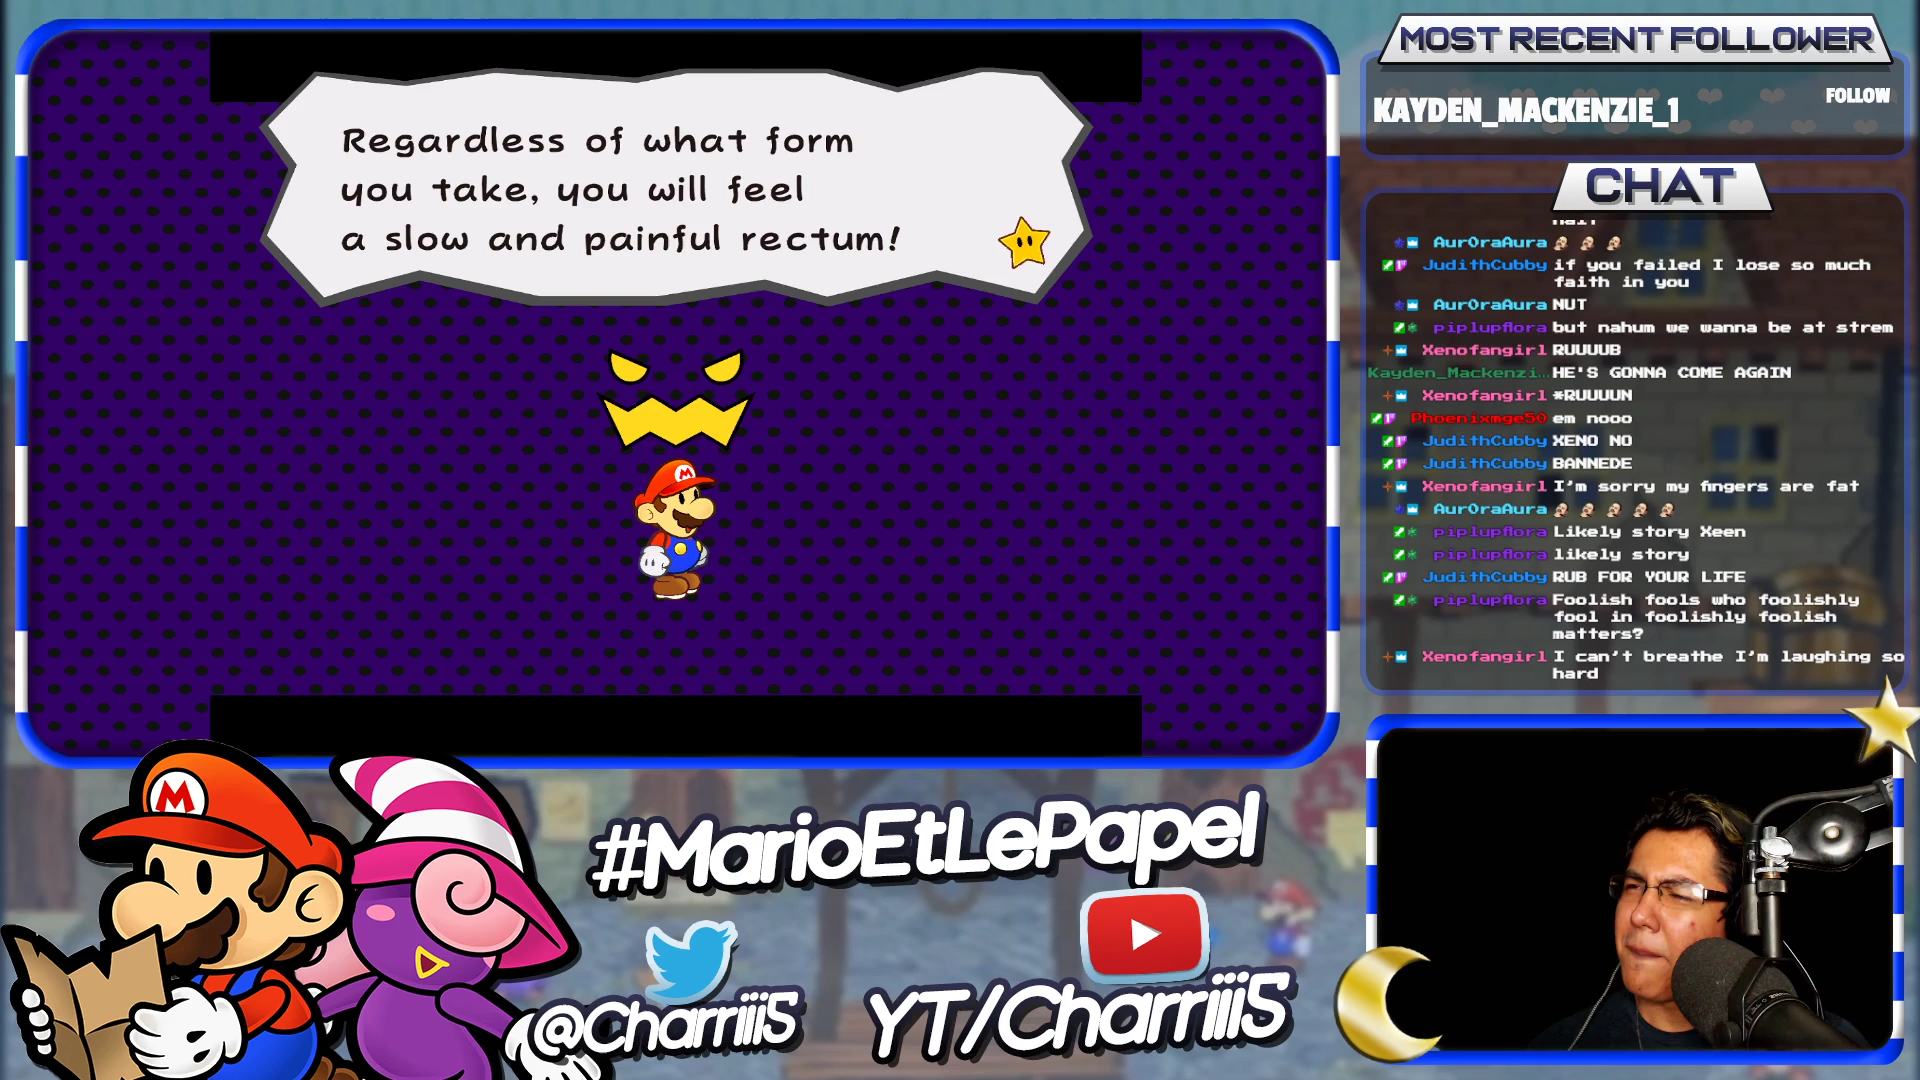 Regardless of what form
you take, you will feel
a slow and painful rectum!
M
MOST RECENT FOLLOWER
KAYDEN_MACKENZIE_1
FOLLOW
CHAT
AurOraAura
JudithCubby if you failed I lose so much
faith in you
AurOraAura NUT
piplupflora but nahum we wanna be at strem
Xenofangirl RUUUUB
Kayden_Mackenzi... HE'S GONNA COME AGAIN
Xenofangirl *RUUUUN
Phoenixmge50 em nooo
JudithCubby XENO NO
JudithCubby BANNEDE
Xenofangirl I'm sorry my fingers are fat
AurOraAura
piplupflora Likely story Xeen
piplupflora likely story
JudithCubby RUB FOR YOUR LIFE
piplupflora Foolish fools who foolishly
fool in foolishly foolish
matters?
Xenofangirl I can't breathe I'm laughing so
hard
M
#MarioEtLePapel
@Charriii5
YT/Charriii5